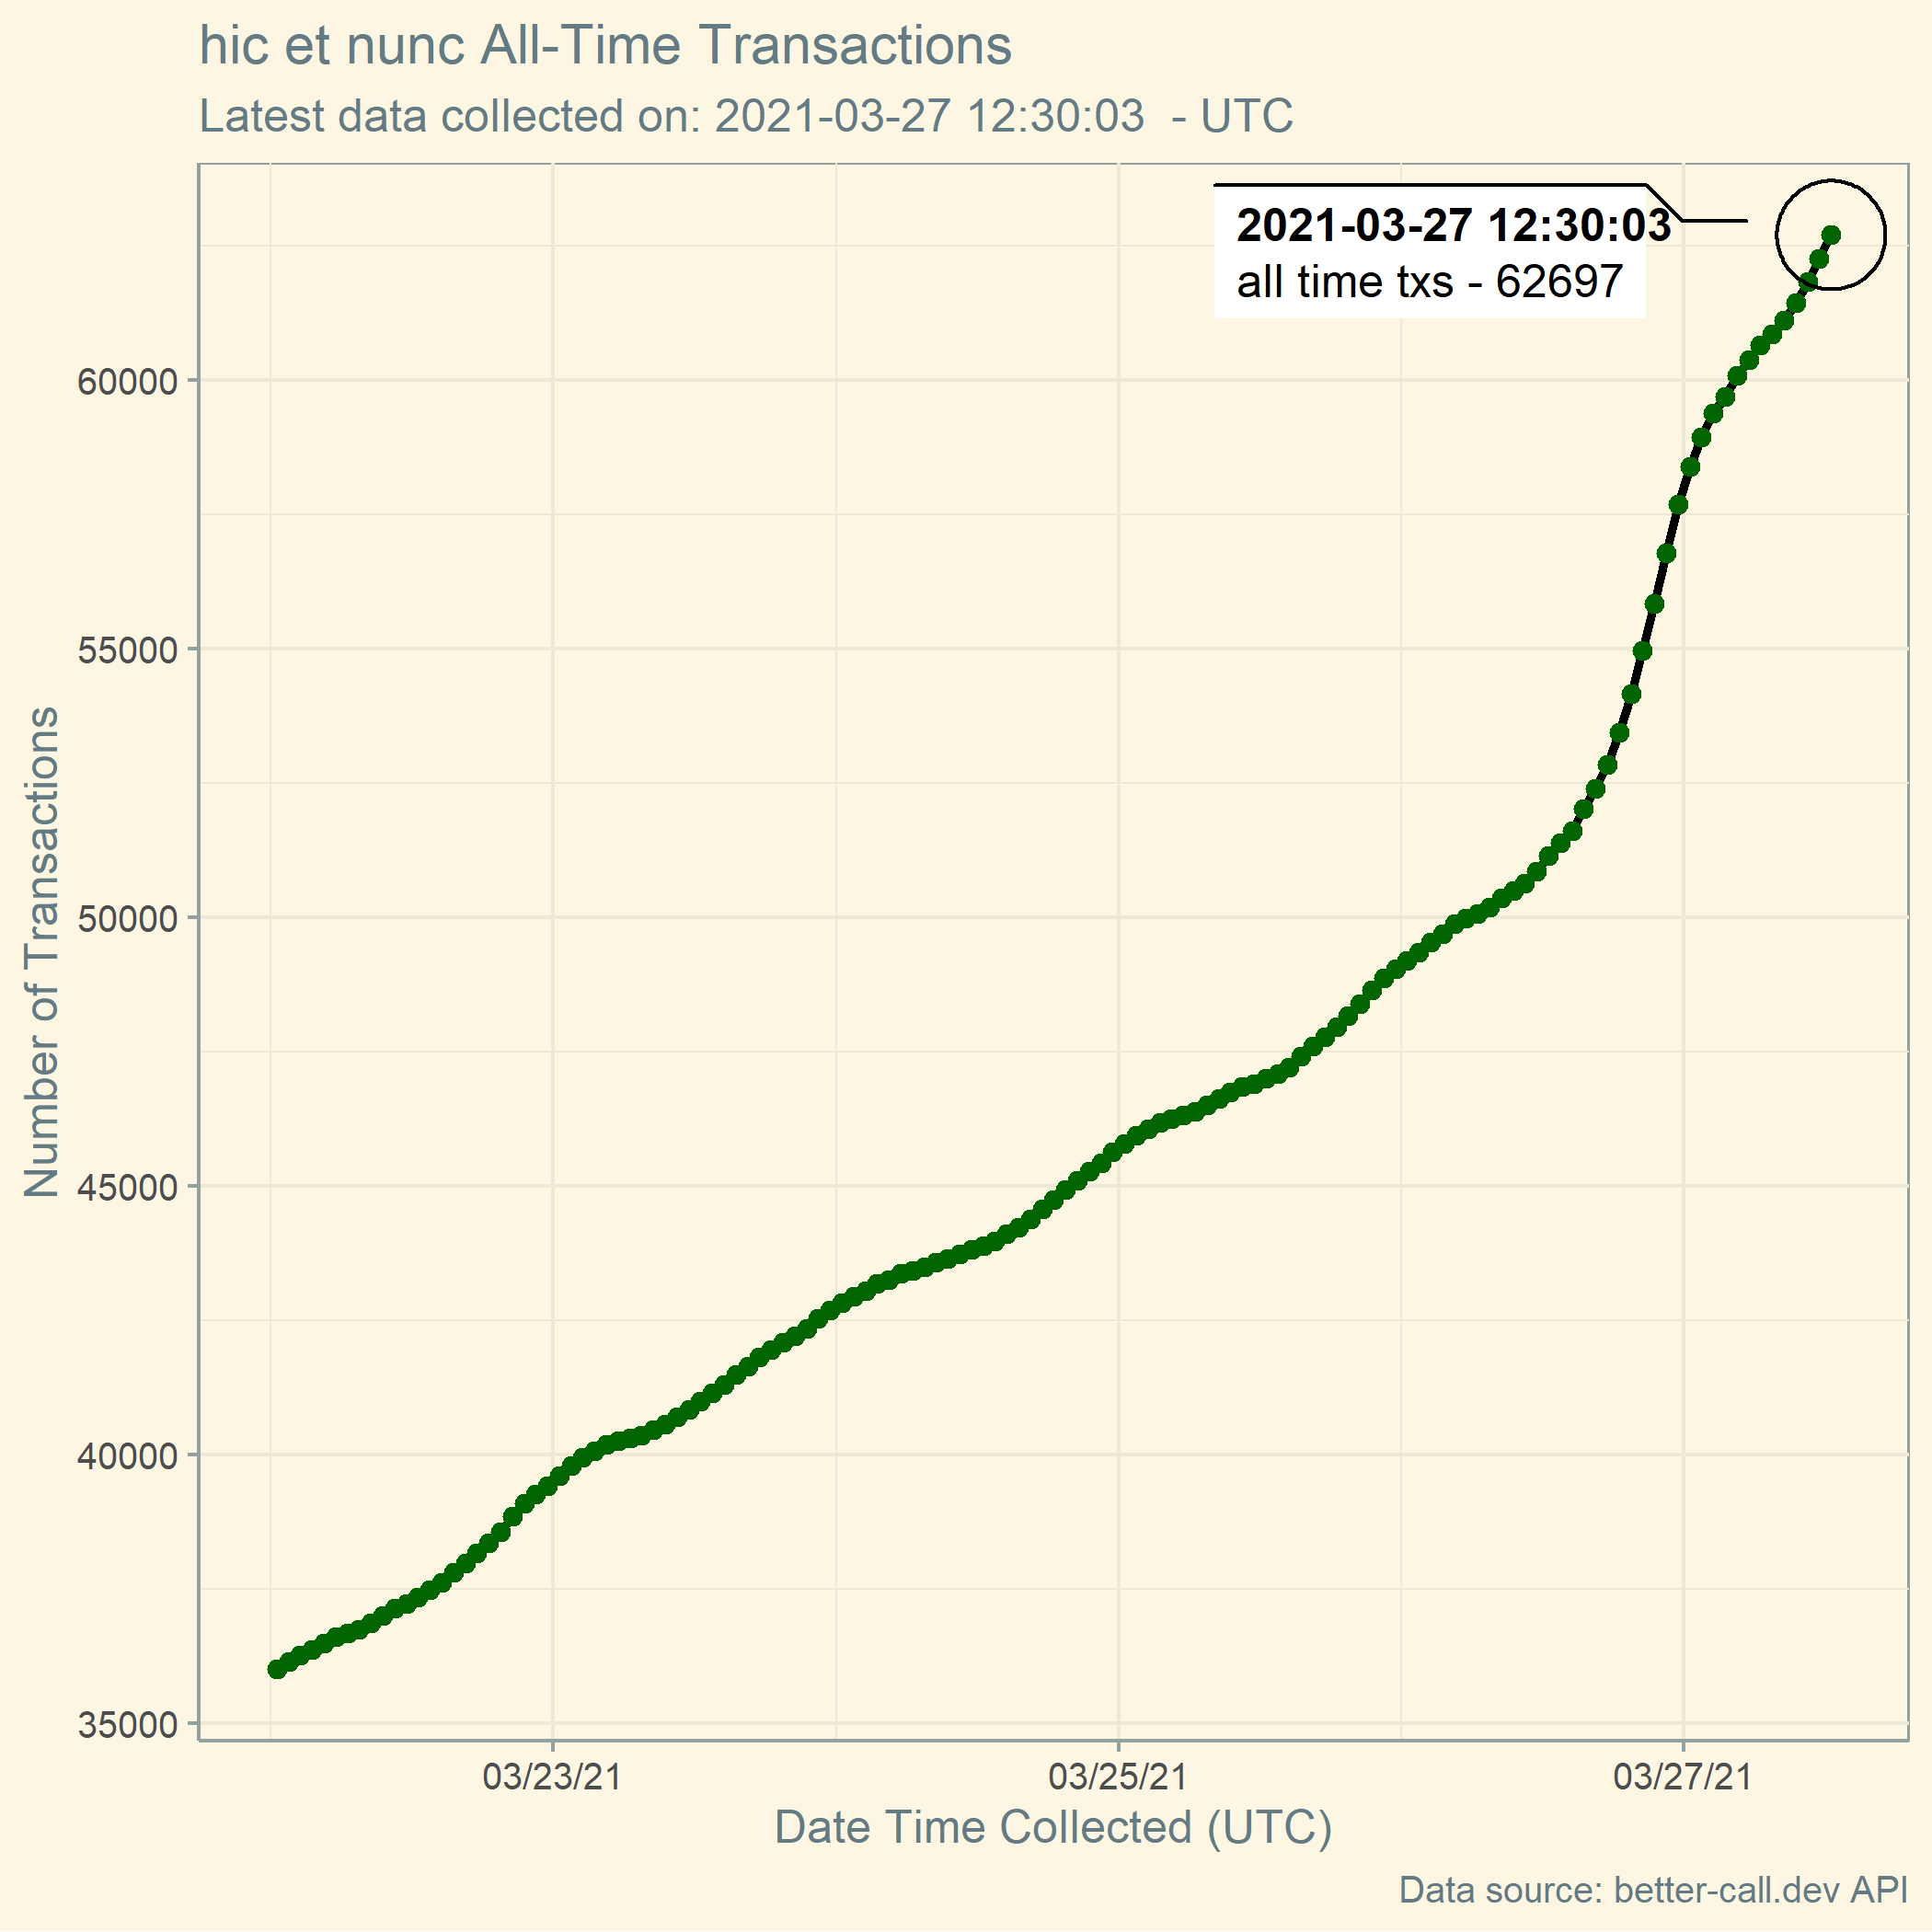 hic et nunc All-Time Transactions
Latest data collected on: 2021-03-27 12:30:03  - UTC
2021-03-27 12:30:03
all time txs - 62697
Number of Transactions
60000
55000
50000
45000
40000
35000
03/23/21
03/25/21
03/27/21
Date Time Collected (UTC)
Data source: better-call.dev API